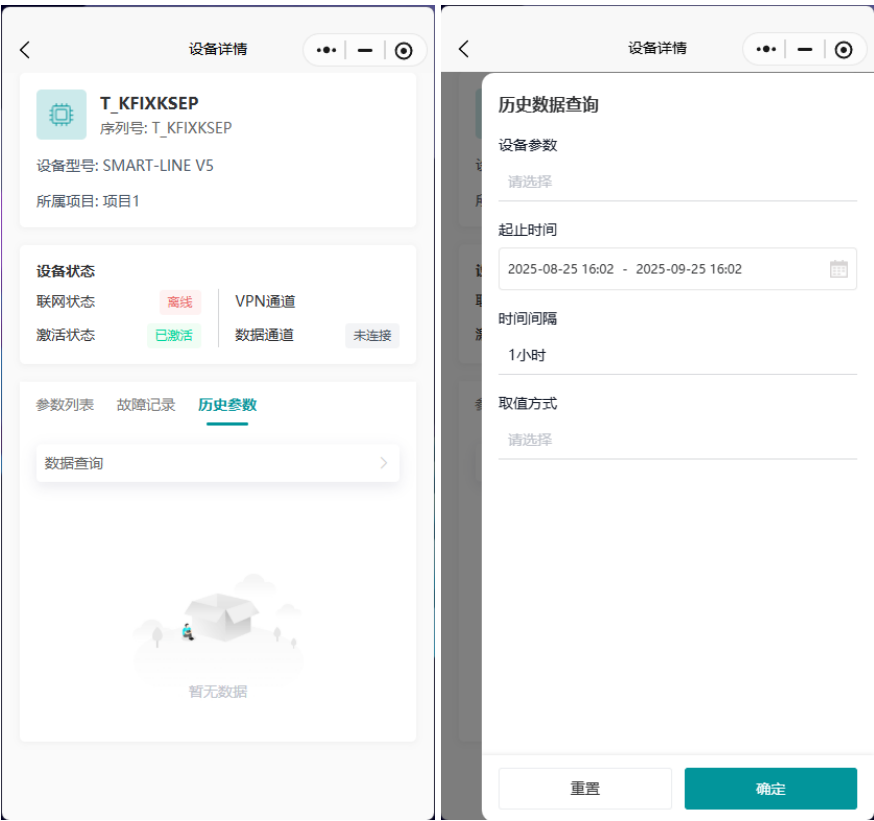 设备详情
T_KFIXKSEP
序列号: T_KFIXKSEP
设备型号: SMART-LINE V5
所属项目: 项目1
设备状态
联网状态 离线 VPN通道
激活状态 已激活 数据通道 未连接
参数列表 故障记录 历史参数
数据查询
暂无数据
设备详情
历史数据查询
设备参数
请选择
起止时间
2025-08-25 16:02 - 2025-09-25 16:02
时间间隔
1小时
取值方式
请选择
重置 确定